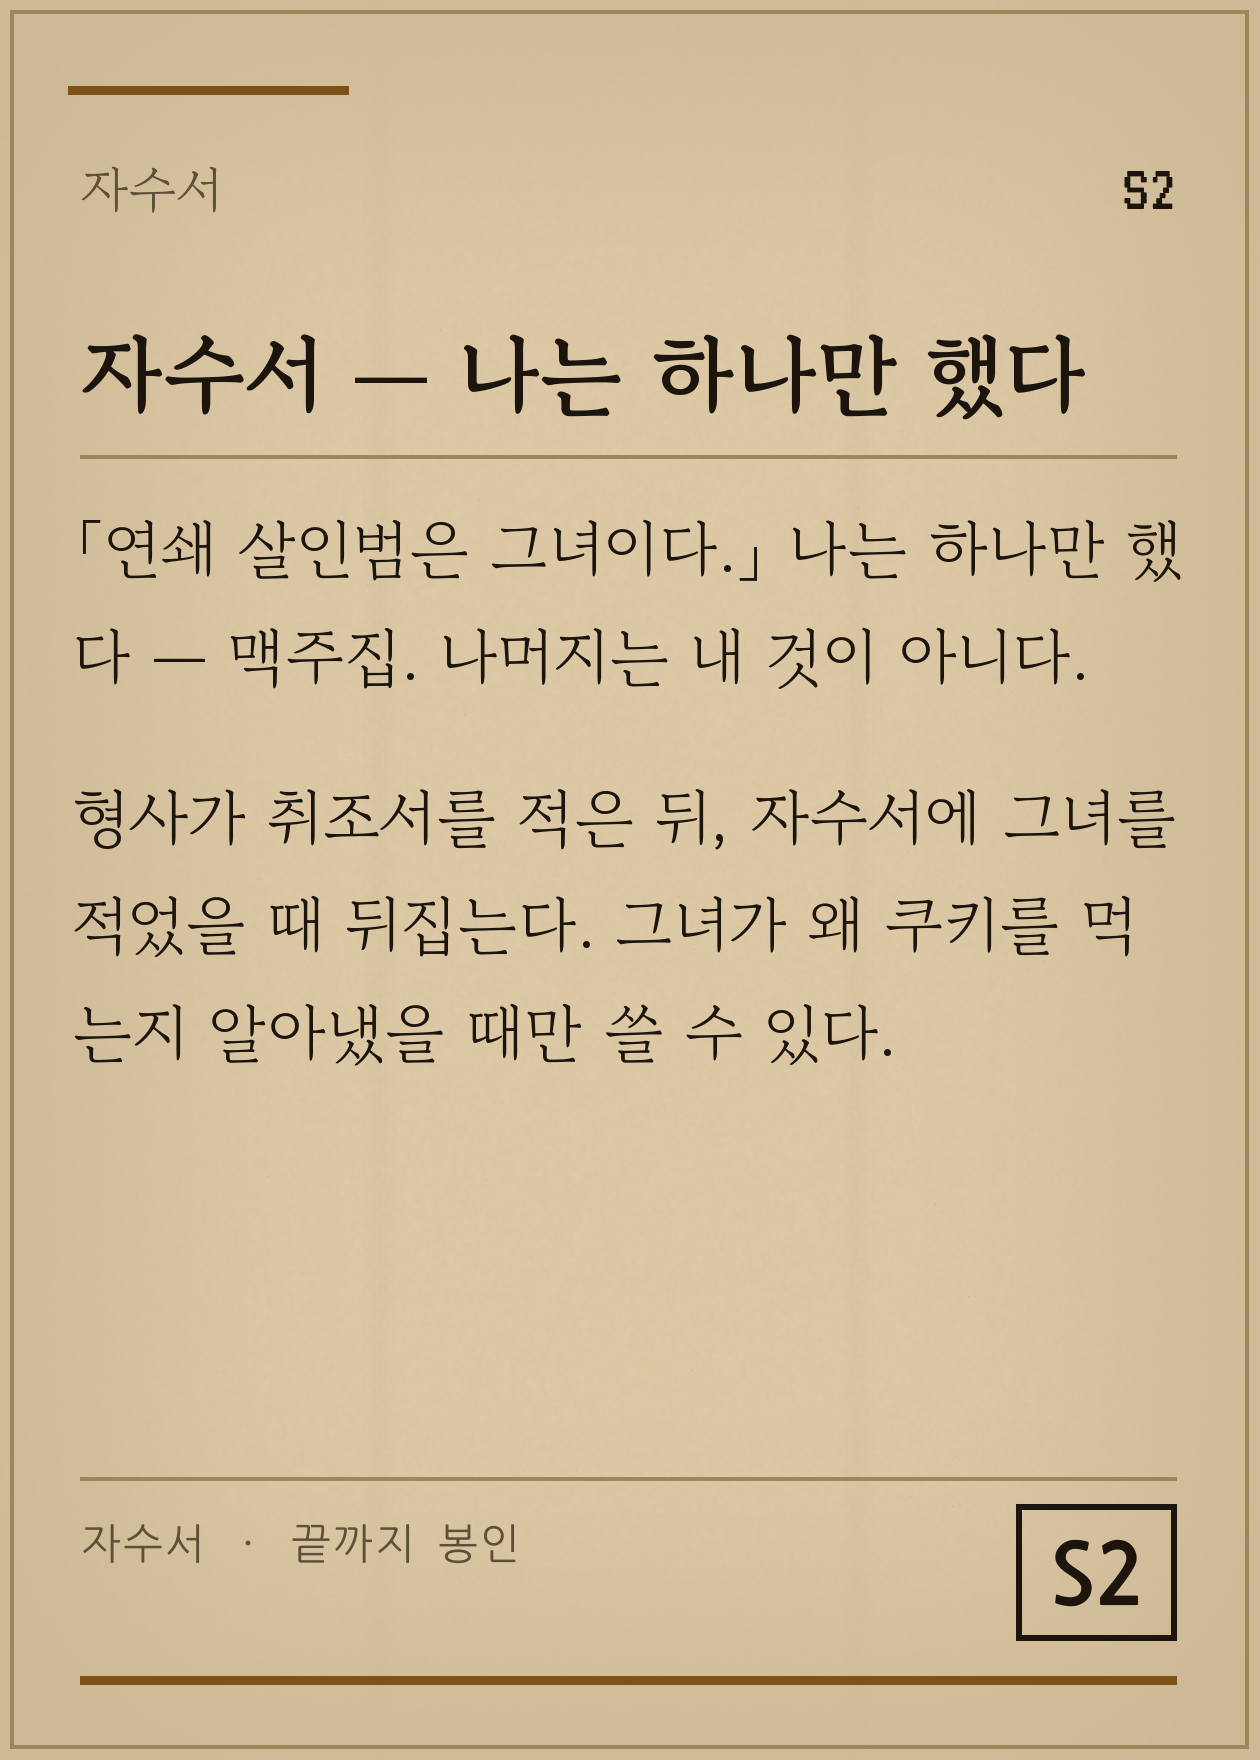 자수서
S2
자수서 — 나는 하나만 했다
「연쇄 살인범은 그녀이다.」 나는 하나만 했
다 — 맥주집. 나머지는 내 것이 아니다.
형사가 취조서를 적은 뒤, 자수서에 그녀를
적었을 때 뒤집는다. 그녀가 왜 쿠키를 먹
는지 알아냈을 때만 쓸 수 있다.
자수서 · 끝까지 봉인
S2